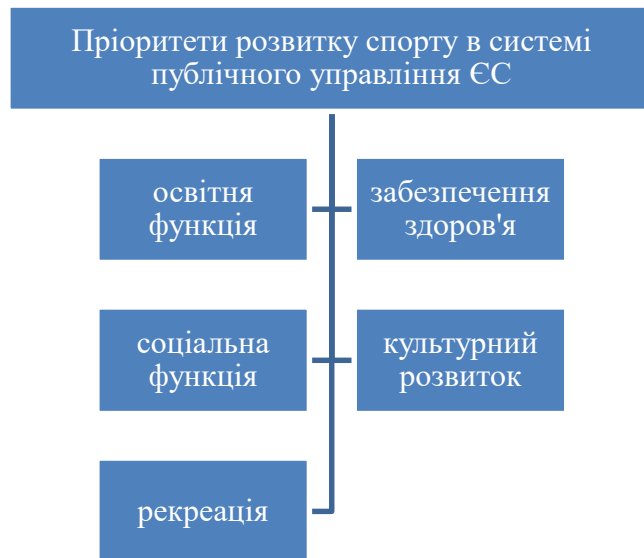 Пріоритети розвитку спорту в системі
публічного управління ЄС
освітня
функція
забезпечення
здоров'я
соціальна
функція
культурний
розвиток
рекреація